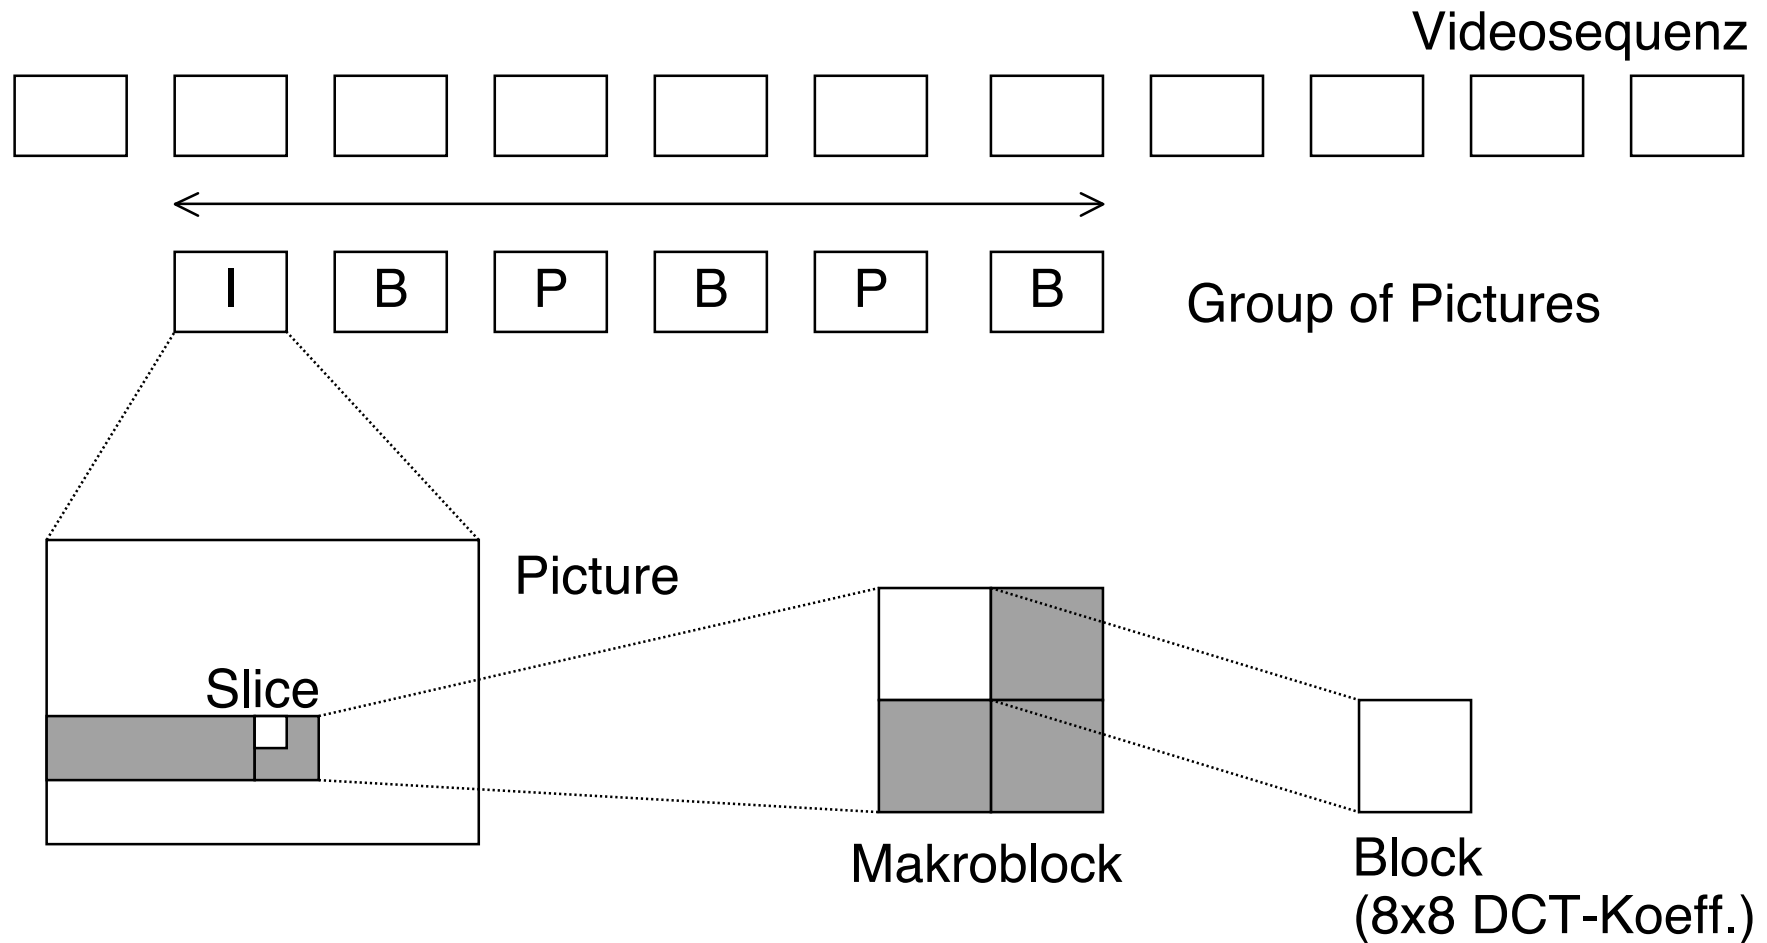 Videosequenz
I B P B P B
Group of Pictures
Picture
Slice
Makroblock
Block
(8x8 DCT-Koeff.)